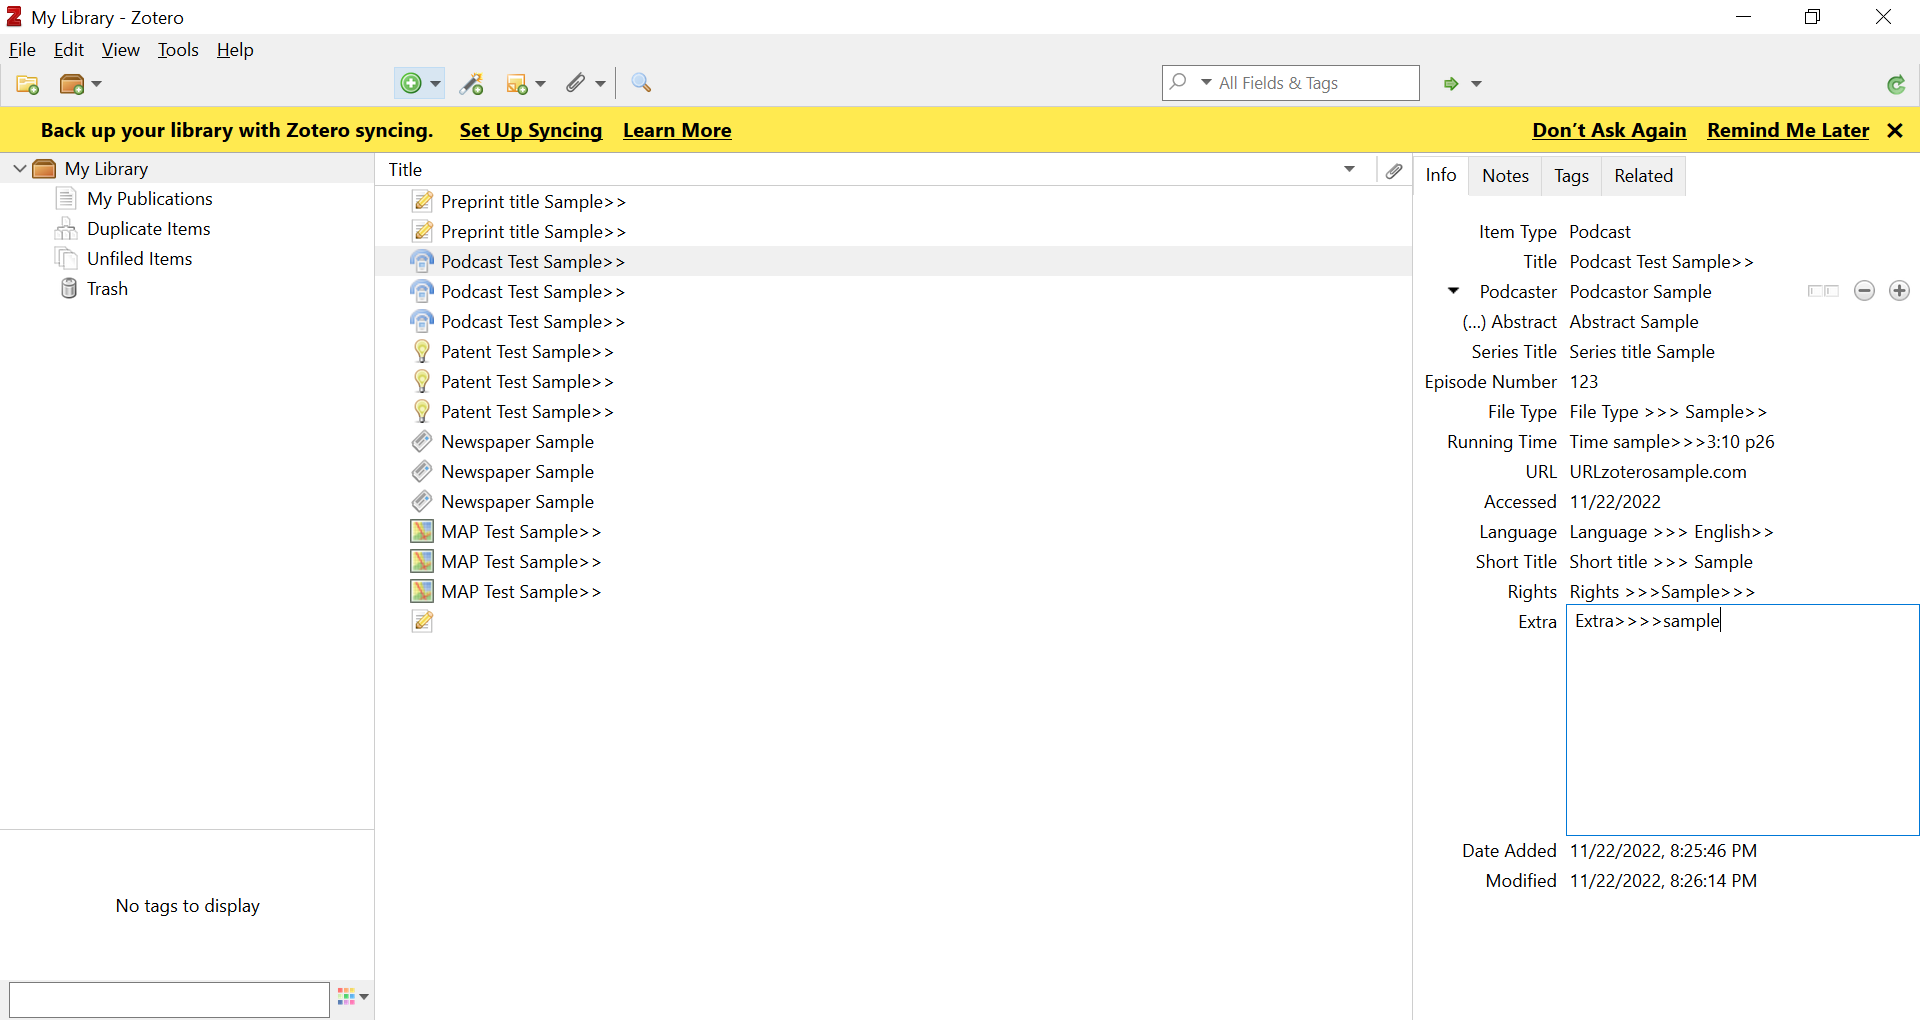 My Library - Zotero
File Edit View Tools Help
All Fields & Tags
Back up your library with Zotero syncing. Set Up Syncing Learn More Don't Ask Again Remind Me Later
My Library
My Publications
Duplicate Items
Unfiled Items
Trash
No tags to display
Title
Preprint title Sample>>
Preprint title Sample>>
Podcast Test Sample>>
Podcast Test Sample>>
Podcast Test Sample>>
Patent Test Sample>>
Patent Test Sample>>
Patent Test Sample>>
Newspaper Sample
Newspaper Sample
Newspaper Sample
MAP Test Sample>>
MAP Test Sample>>
MAP Test Sample>>
Info Notes Tags Related
Item Type Podcast
Title Podcast Test Sample>>
Podcaster Podcastor Sample
(...) Abstract Abstract Sample
Series Title Series title Sample
Episode Number 123
File Type File Type >>> Sample>>
Running Time Time sample>>>3:10 p26
URL URLzoterosample.com
Accessed 11/22/2022
Language Language >>> English>>
Short Title Short title >>> Sample
Rights Rights >>>Sample>>>
Extra Extra>>>>sample
Date Added 11/22/2022, 8:25:46 PM
Modified 11/22/2022, 8:26:14 PM